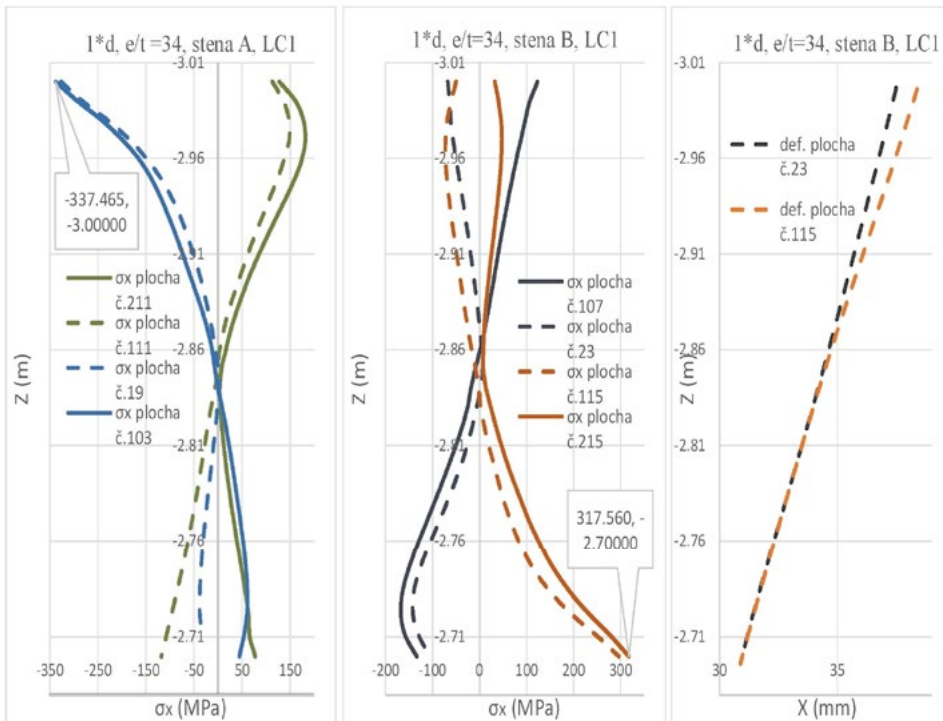 1*d, e/t =34, stena A, LC1
-3.01
-2.96
-2.91
-2.86
-2.81
-2.76
-2.71
-337.465,
-3.00000
σx plocha
č.211
σx plocha
č.111
σx plocha
č.19
σx plocha
č.103
Z (m)
-350
-250
-150
-50
50
150
σx (MPa)
1*d, e/t=34, stena B, LC1
-3.01
-2.96
-2.91
-2.86
-2.81
-2.76
-2.71
σx plocha
č.107
σx plocha
č.23
σx plocha
č.115
σx plocha
č.215
317.560, -
2.70000
Z (m)
-200
-100
0
100
200
300
σx (MPa)
1*d, e/t=34, stena B, LC1
-3.01
-2.96
-2.91
-2.86
-2.81
-2.76
-2.71
def. plocha
č.23
def. plocha
č.115
Z (m)
30
35
X (mm)